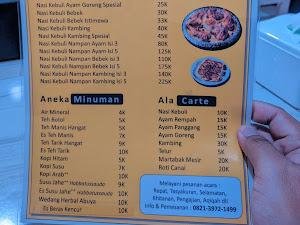 Nasi Kebuli Ayam Goreng Spesial 25K
Nasi Kebuli Bebek 30K
Nasi Kebuli Bebek Istimewa
Nasi Kebuli Kambing 40K
Nasi Kebuli Kambing Spesial 45K
Nasi Kebuli Nampan Ayam Isi 3 80K
Nasi Kebuli Nampan Ayam Isi 5 125K
Nasi Kebuli Nampan Bebek Isi 3
Nasi Kebuli Nampan Bebek Isi 5 175K
Nasi Kebuli Nampan Kambing Isi 3 140K
Nasi Kebuli Nampan Kambing Isi 5 225K
Aneka Minuman
Air Mineral 4K
Teh Botol 5K
Teh Manis Hangat 5K
Es Teh Manis 7K
Teh Tarik Hangat 9K
Es Teh Tarik 10K
Kopi Hitam 5K
Kopi Susu 7K
Kopi Arab** 10K
Susu Jahe** Habbatussauda 9K
Es Susu Jahe** Habbatussauda 10K
Wedang Herbal Abuya 10K
Es Beras Kencur 10K
Ala Carte
Nasi Kebuli 10K
Ayam Rempah 15K
Ayam Panggang 15K
Ayam Goreng 15K
Kambing 30K
Telur 5K
Martabak Mesir 20K
Roti Canai 20K
Melayani pesanan acara :
Rapat, Tasyakuran, Selamatan,
Khitanan, Pengajian, Aqiqah dll
Info & Pemesanan : 0821-3972-1499